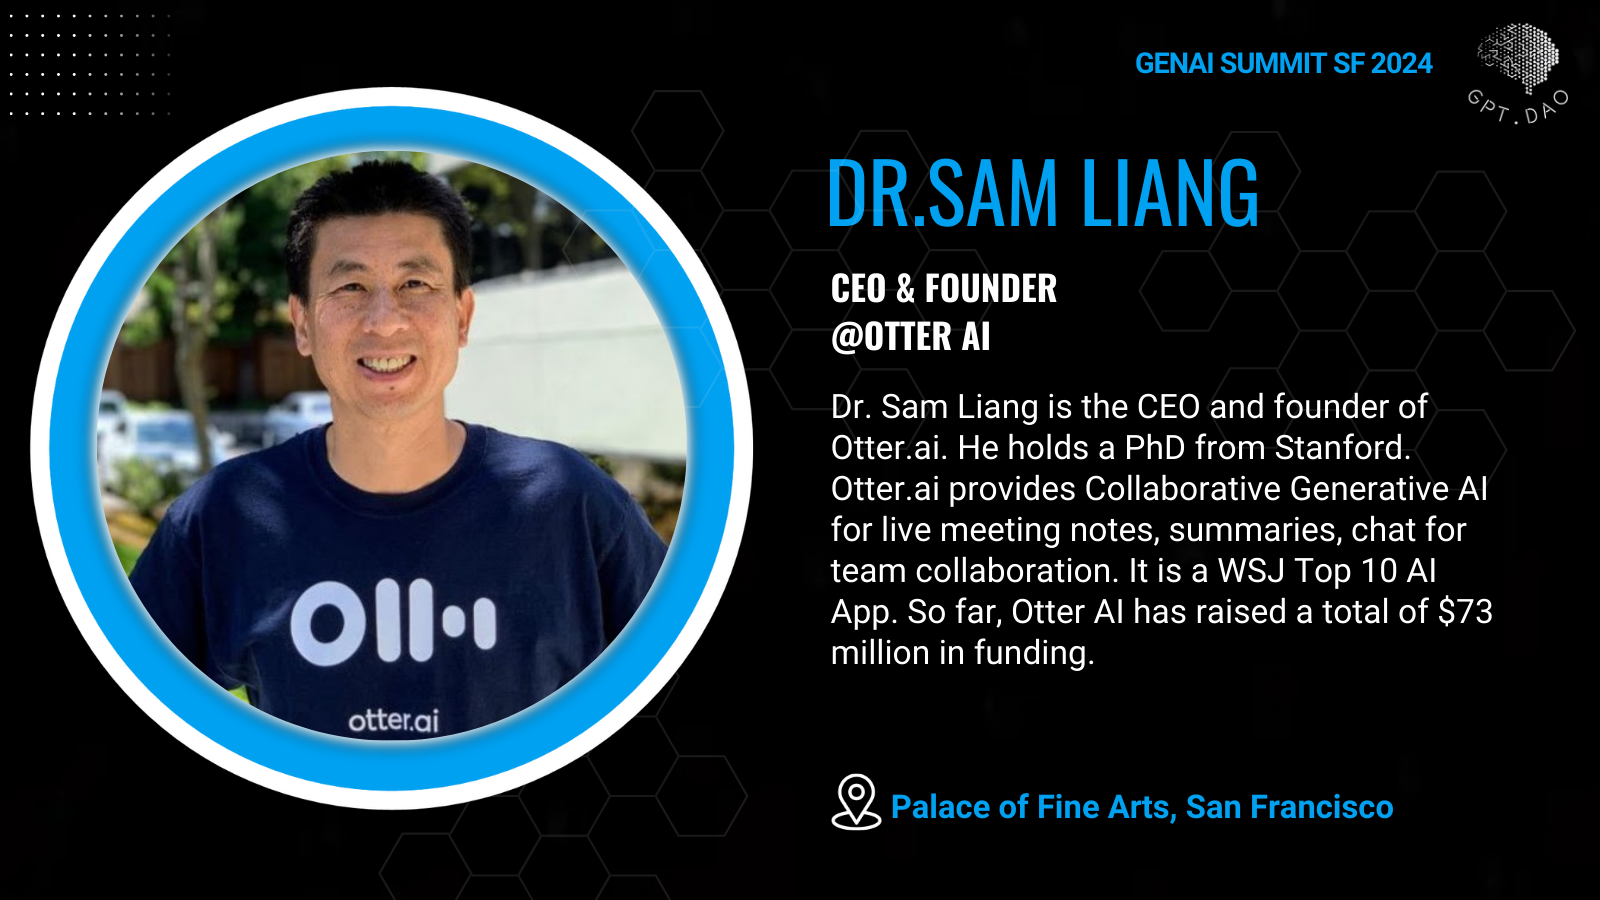 GENAI SUMMIT SF 2024
GPT.DAO
DR.SAM LIANG
CEO & FOUNDER
@OTTER AI
Dr. Sam Liang is the CEO and founder of
Otter.ai. He holds a PhD from Stanford.
Otter.ai provides Collaborative Generative AI
for live meeting notes, summaries, chat for
team collaboration. It is a WSJ Top 10 AI
App. So far, Otter AI has raised a total of $73
million in funding.
otter.ai
Palace of Fine Arts, San Francisco